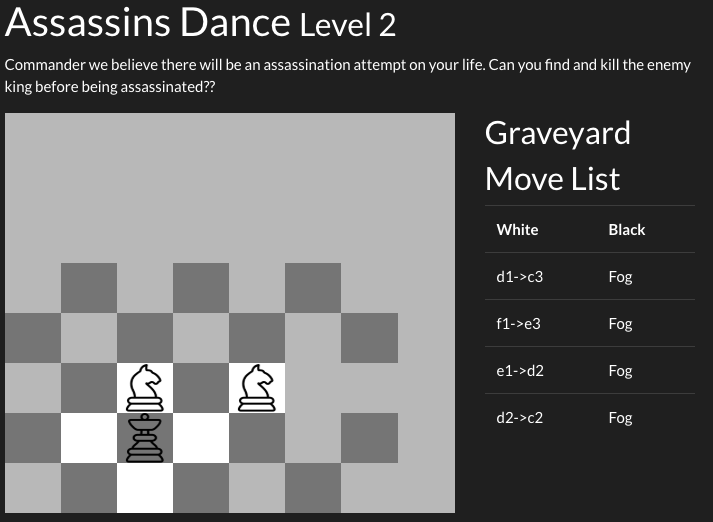 Assassins Dance Level 2
Commander we believe there will be an assassination attempt on your life. Can you find and kill the enemy
king before being assassinated??
Graveyard
Move List
White Black
d1->c3 Fog
f1->e3 Fog
e1->d2 Fog
d2->c2 Fog